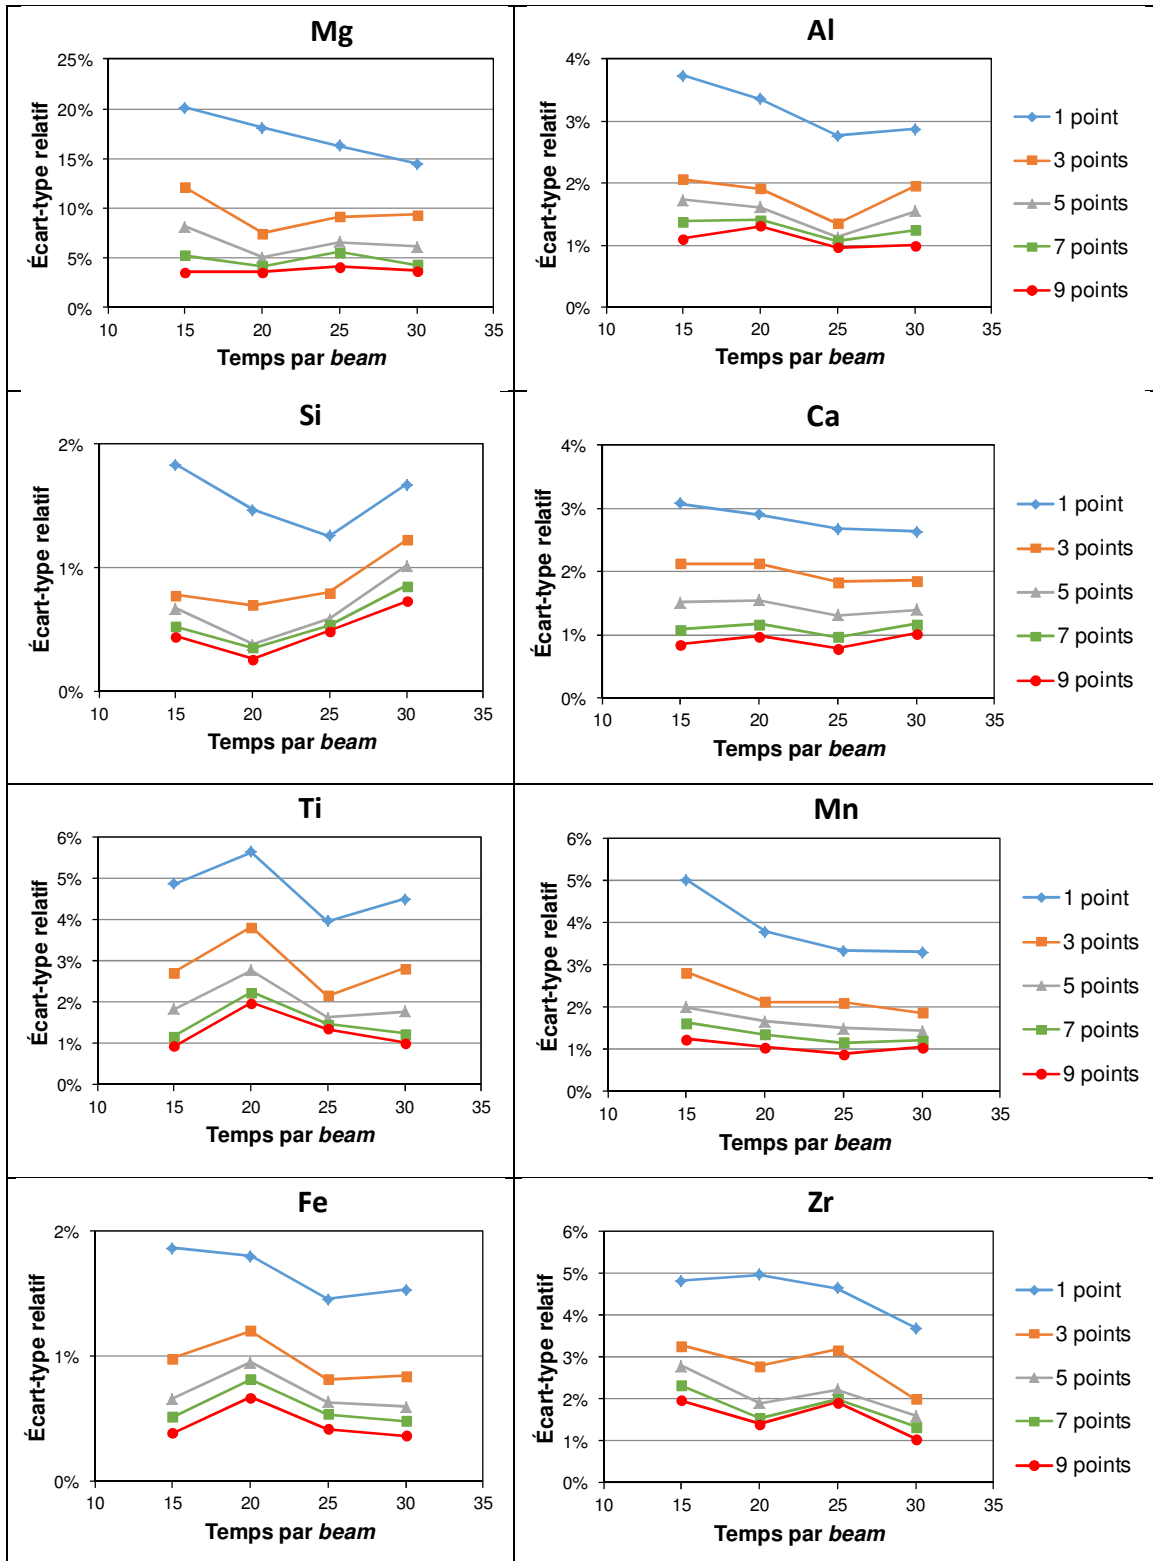 Mg
25%
20%
15%
10%
5%
0%
10 15 20 25 30 35
Écart-type relatif
Temps par beam
Al
4%
3%
2%
1%
0%
10 15 20 25 30 35
Écart-type relatif
Temps par beam
1 point
3 points
5 points
7 points
9 points
Si
2%
1%
0%
10 15 20 25 30 35
Écart-type relatif
Temps par beam
Ca
4%
3%
2%
1%
0%
10 15 20 25 30 35
Écart-type relatif
Temps par beam
1 point
3 points
5 points
7 points
9 points
Ti
6%
5%
4%
3%
2%
1%
0%
10 15 20 25 30 35
Écart-type relatif
Temps par beam
Mn
6%
5%
4%
3%
2%
1%
0%
10 15 20 25 30 35
Écart-type relatif
Temps par beam
1 point
3 points
5 points
7 points
9 points
Fe
2%
1%
0%
10 15 20 25 30 35
Écart-type relatif
Temps par beam
Zr
6%
5%
4%
3%
2%
1%
0%
10 15 20 25 30 35
Écart-type relatif
Temps par beam
1 point
3 points
5 points
7 points
9 points